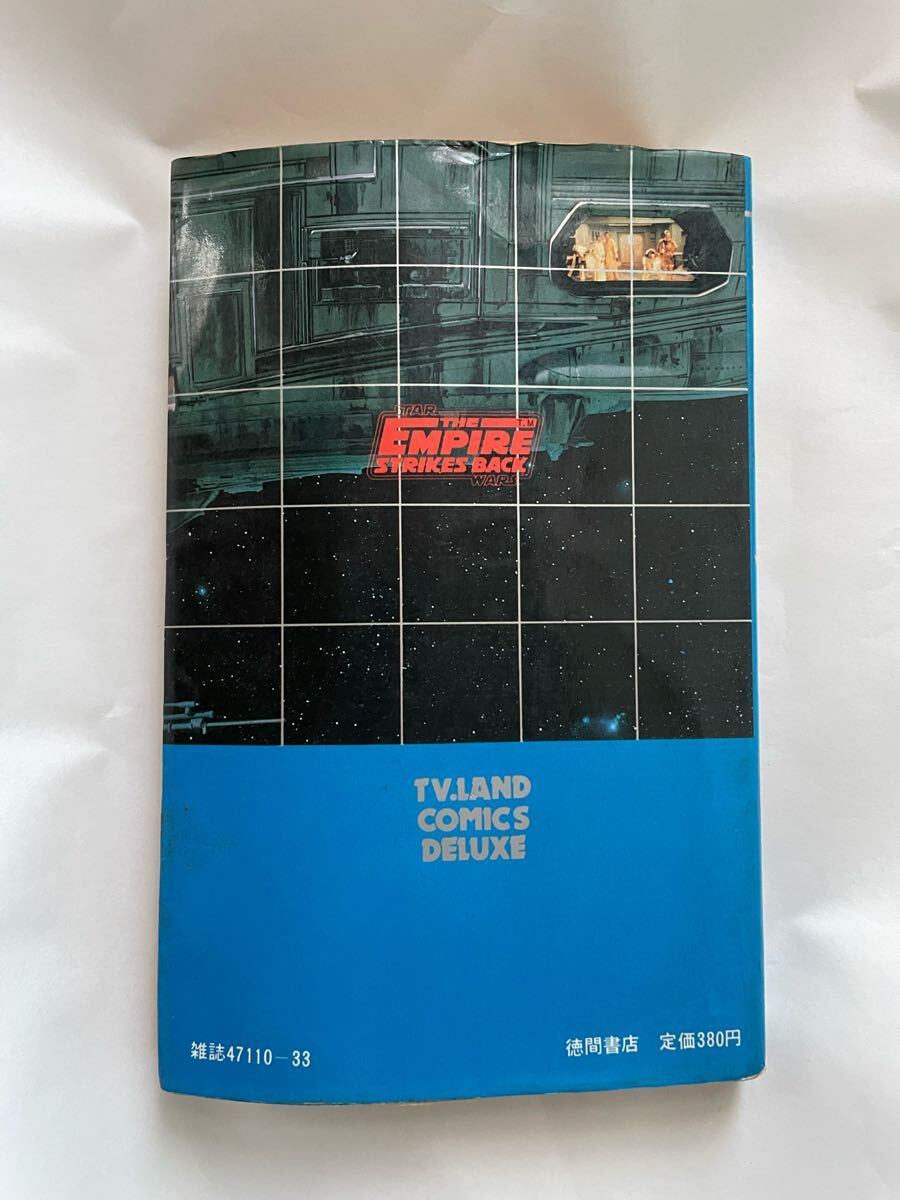 STAR
THE
T.M
EMPIRE
STRIKES BACK
WARS
TV.LAND
COMICS
DELUXE
雑誌47110-33
徳間書店 定価380円